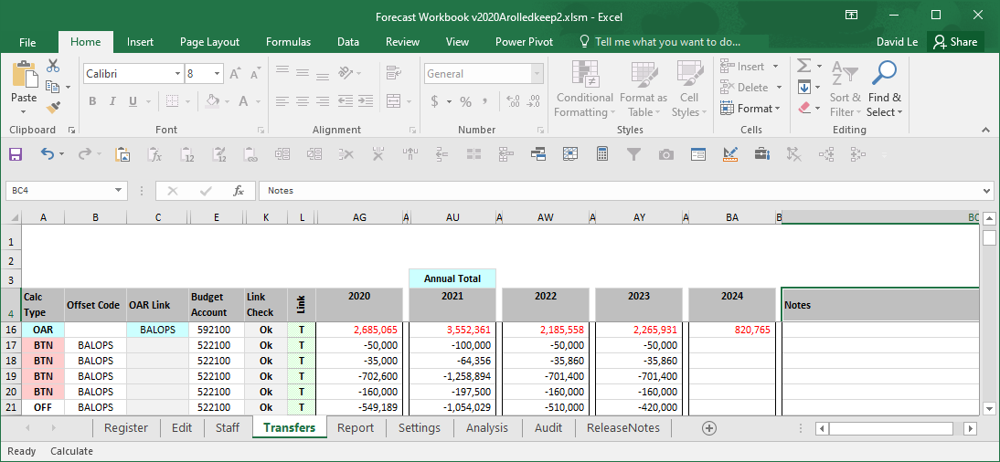 Forecast Workbook v2020Arolledkeep2.xlsm - Excel
File Home Insert Page Layout Formulas Data Review View Power Pivot Tell me what you want to do... David Le Share
Paste
Calibri 8 A A
B I U A
General
$ % ,
Conditional Formatting
Format as Table
Cell Styles
Insert
Delete
Format
Sort & Filter
Find & Select
Clipboard Font Alignment Number Styles Cells Editing
BC4 fx Notes
A B C E K L AG A AU A AW A AY A BA B BC
1
2
3 Annual Total
4 Calc Type Offset Code OAR Link Budget Account Link Check Link 2020 2021 2022 2023 2024 Notes
16 OAR BALOPS 592100 Ok T 2,685,065 3,552,361 2,185,558 2,265,931 820,765
17 BTN BALOPS 522100 Ok T -50,000 -100,000 -50,000 -50,000
18 BTN BALOPS 522100 Ok T -35,000 -64,356 -35,860 -35,860
19 BTN BALOPS 522100 Ok T -702,600 -1,258,894 -701,400 -701,400
20 BTN BALOPS 522100 Ok T -160,000 -197,500 -160,000 -160,000
21 OFF BALOPS 522100 Ok T -549,189 -1,054,029 -510,000 -420,000
Register Edit Staff Transfers Report Settings Analysis Audit ReleaseNotes
Ready Calculate